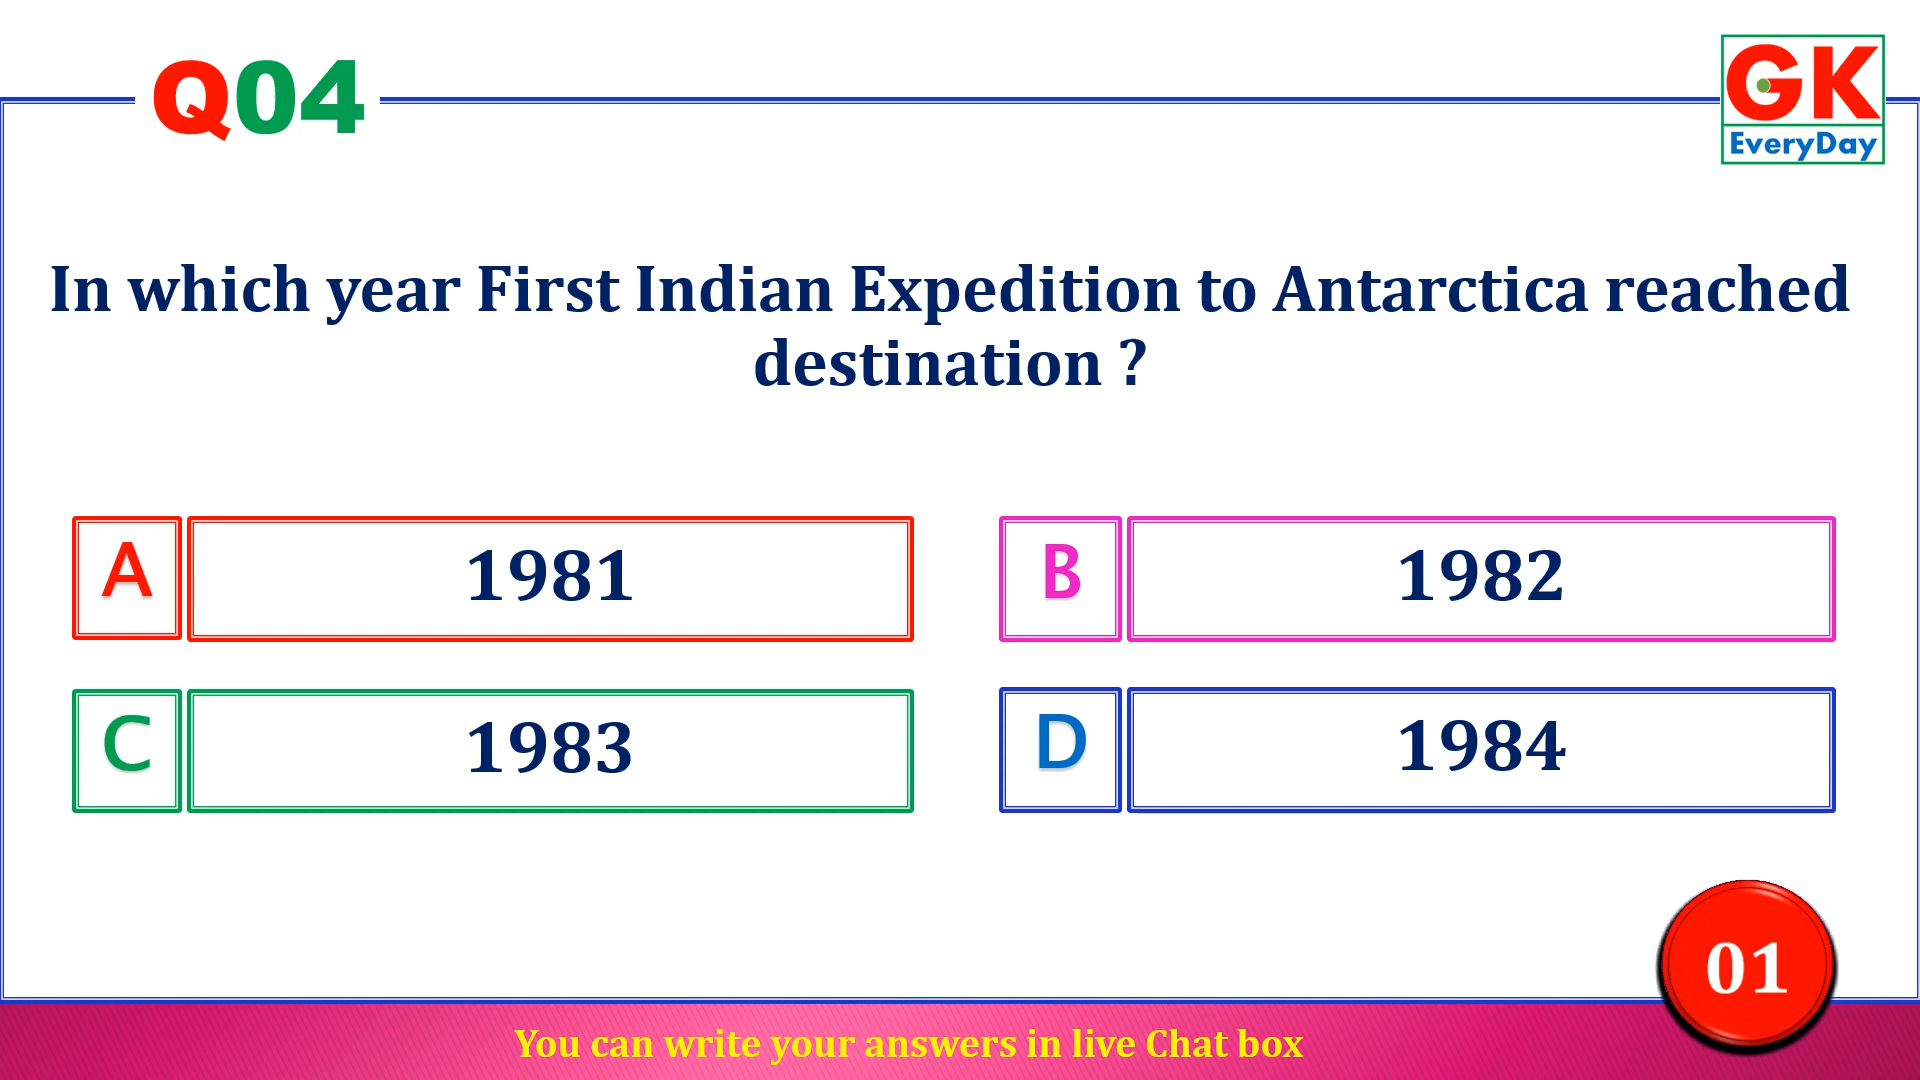 Q04
GK
EveryDay
In which year First Indian Expedition to Antarctica reached
destination ?
A 1981
B 1982
C 1983
D 1984
01
You can write your answers in live Chat box